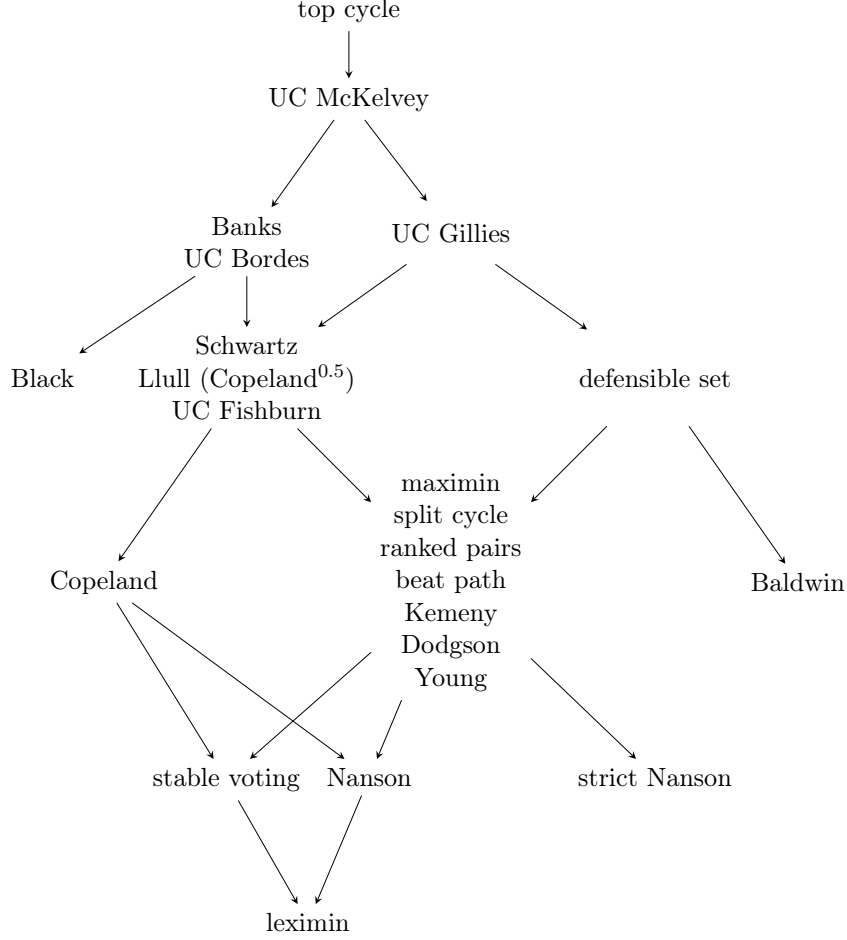 top cycle
UC McKelvey
Banks
UC Bordes
UC Gillies
Schwartz
Llull (Copeland^0.5)
UC Fishburn
Black
defensible set
maximin
split cycle
ranked pairs
beat path
Kemeny
Dodgson
Young
Copeland
Baldwin
stable voting
Nanson
strict Nanson
leximin